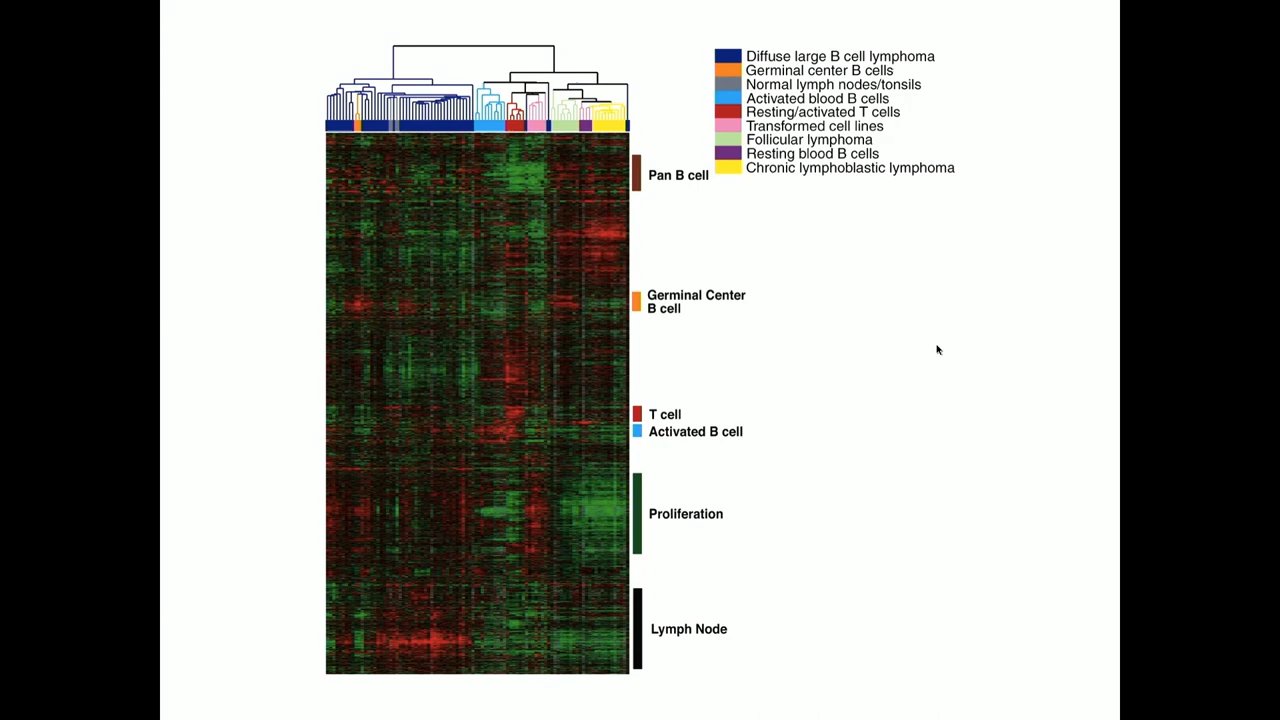 Diffuse large B cell lymphoma
Germinal center B cells
Normal lymph nodes/tonsils
Activated blood B cells
Resting/activated T cells
Transformed cell lines
Follicular lymphoma
Resting blood B cells
Chronic lymphoblastic lymphoma
Pan B cell
Germinal Center
B cell
T cell
Activated B cell
Proliferation
Lymph Node